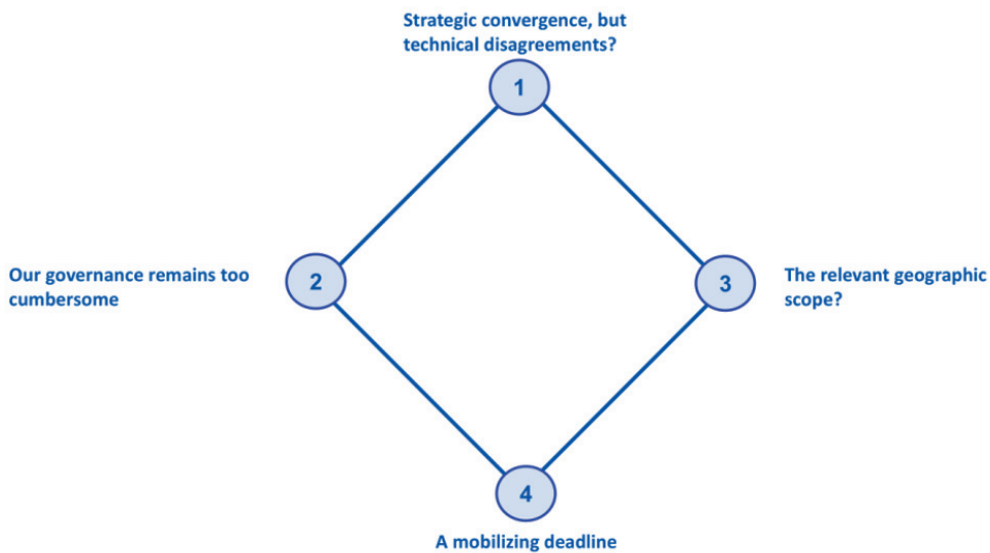 Strategic convergence, but
technical disagreements?
1
Our governance remains too
cumbersome
2
3
The relevant geographic
scope?
4
A mobilizing deadline